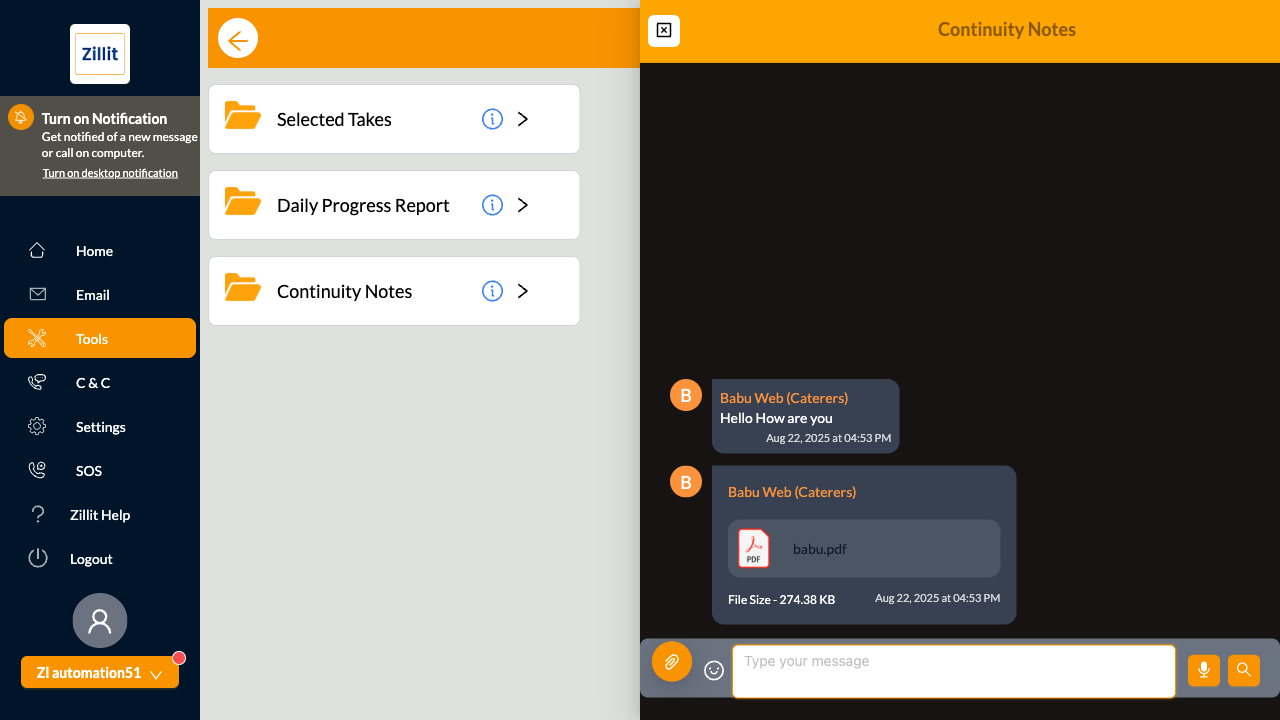 Zillit
Turn on Notification
Get notified of a new message
or call on computer.
Turn on desktop notification
Home
Email
Tools
C & C
Settings
SOS
Zillit Help
Logout
ZI automation51
Selected Takes
Daily Progress Report
Continuity Notes
Continuity Notes
B
Babu Web (Caterers)
Hello How are you
Aug 22, 2025 at 04:53 PM
B
Babu Web (Caterers)
PDF
babu.pdf
File Size - 274.38 KB
Aug 22, 2025 at 04:53 PM
Type your message